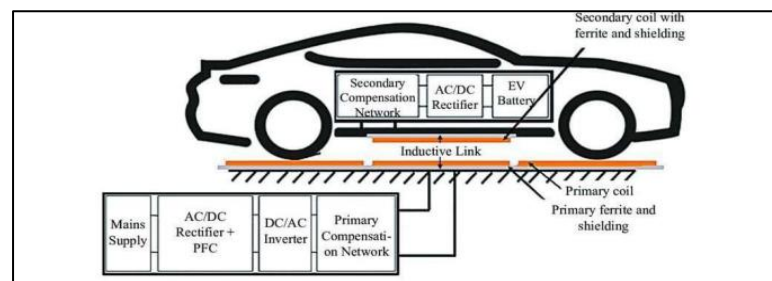 Secondary coil with
ferrite and shielding
Secondary
Compensation
Network
AC/DC
Rectifier
EV
Battery
Inductive Link
Primary coil
Primary ferrite and
shielding
Mains
Supply
AC/DC
Rectifier +
PFC
DC/AC
Inverter
Primary
Compensati-
on Network